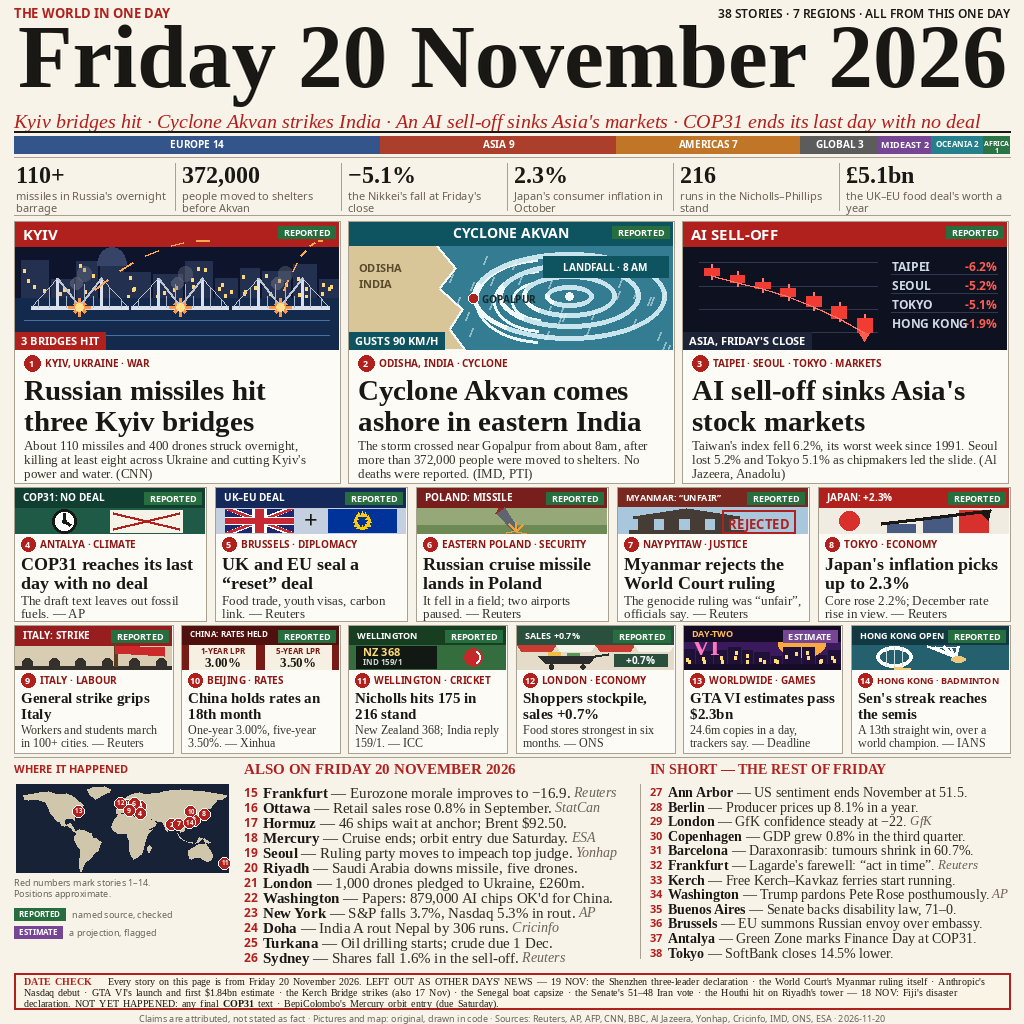 THE WORLD IN ONE DAY
38 STORIES · 7 REGIONS · ALL FROM THIS ONE DAY
Friday 20 November 2026
Kyiv bridges hit · Cyclone Akvan strikes India · An AI sell-off sinks Asia's markets · COP31 ends its last day with no deal
EUROPE 14
ASIA 9
AMERICAS 7
GLOBAL 3
MIDEAST 2
OCEANIA 2
AFRICA
1
110+
missiles in Russia's overnight
barrage
372,000
people moved to shelters
before Akvan
−5.1%
the Nikkei's fall at Friday's
close
2.3%
Japan's consumer inflation in
October
216
runs in the Nicholls–Phillips
stand
£5.1bn
the UK–EU food deal's worth a
year
KYIV
REPORTED
3 BRIDGES HIT
1 KYIV, UKRAINE · WAR
Russian missiles hit
three Kyiv bridges
About 110 missiles and 400 drones struck overnight,
killing at least eight across Ukraine and cutting Kyiv's
power and water. (CNN)
CYCLONE AKVAN
REPORTED
ODISHA
INDIA
LANDFALL · 8 AM
GOPALPUR
GUSTS 90 KM/H
2 ODISHA, INDIA · CYCLONE
Cyclone Akvan comes
ashore in eastern India
The storm crossed near Gopalpur from about 8am, after
more than 372,000 people were moved to shelters. No
deaths were reported. (IMD, PTI)
AI SELL-OFF
REPORTED
TAIPEI -6.2%
SEOUL -5.2%
TOKYO -5.1%
HONG KONG -1.9%
ASIA, FRIDAY'S CLOSE
3 TAIPEI · SEOUL · TOKYO · MARKETS
AI sell-off sinks Asia's
stock markets
Taiwan's index fell 6.2%, its worst week since 1991. Seoul
lost 5.2% and Tokyo 5.1% as chipmakers led the slide. (Al
Jazeera, Anadolu)
COP31: NO DEAL
REPORTED
4 ANTALYA · CLIMATE
COP31 reaches its last
day with no deal
The draft text leaves out fossil
fuels. — AP
UK–EU DEAL
REPORTED
+
5 BRUSSELS · DIPLOMACY
UK and EU seal a
“reset” deal
Food trade, youth visas, carbon
link. — Reuters
POLAND: MISSILE
REPORTED
6 EASTERN POLAND · SECURITY
Russian cruise missile
lands in Poland
It fell in a field; two airports
paused. — Reuters
MYANMAR: “UNFAIR”
REPORTED
REJECTED
7 NAYPYITAW · JUSTICE
Myanmar rejects the
World Court ruling
The genocide ruling was “unfair”,
officials say. — Reuters
JAPAN: +2.3%
REPORTED
8 TOKYO · ECONOMY
Japan's inflation picks
up to 2.3%
Core rose 2.2%; December rate
rise in view. — Reuters
ITALY: STRIKE
REPORTED
9 ITALY · LABOUR
General strike grips
Italy
Workers and students march
in 100+ cities. — Reuters
CHINA: RATES HELD
REPORTED
1-YEAR LPR
3.00%
5-YEAR LPR
3.50%
10 BEIJING · RATES
China holds rates an
18th month
One-year 3.00%, five-year
3.50%. — Xinhua
WELLINGTON
REPORTED
NZ 368
IND 159/1
11 WELLINGTON · CRICKET
Nicholls hits 175 in
216 stand
New Zealand 368; India reply
159/1. — ICC
SALES +0.7%
REPORTED
+0.7%
12 LONDON · ECONOMY
Shoppers stockpile,
sales +0.7%
Food stores strongest in six
months. — ONS
DAY-TWO
ESTIMATE
VI
13 WORLDWIDE · GAMES
GTA VI estimates pass
$2.3bn
24.6m copies in a day,
trackers say. — Deadline
HONG KONG OPEN
REPORTED
14 HONG KONG · BADMINTON
Sen's streak reaches
the semis
A 13th straight win, over a
world champion. — IANS
WHERE IT HAPPENED
Red numbers mark stories 1–14.
Positions approximate.
REPORTED named source, checked
ESTIMATE a projection, flagged
ALSO ON FRIDAY 20 NOVEMBER 2026
15 Frankfurt — Eurozone morale improves to −16.9. Reuters
16 Ottawa — Retail sales rose 0.8% in September. StatCan
17 Hormuz — 46 ships wait at anchor; Brent $92.50.
18 Mercury — Cruise ends; orbit entry due Saturday. ESA
19 Seoul — Ruling party moves to impeach top judge. Yonhap
20 Riyadh — Saudi Arabia downs missile, five drones.
21 London — 1,000 drones pledged to Ukraine, £260m.
22 Washington — Papers: 879,000 AI chips OK'd for China.
23 New York — S&P falls 3.7%, Nasdaq 5.3% in rout. AP
24 Doha — India A rout Nepal by 306 runs. Cricinfo
25 Turkana — Oil drilling starts; crude due 1 Dec.
26 Sydney — Shares fall 1.6% in the sell-off. Reuters
IN SHORT — THE REST OF FRIDAY
27 Ann Arbor — US sentiment ends November at 51.5.
28 Berlin — Producer prices up 8.1% in a year.
29 London — GfK confidence steady at −22. GfK
30 Copenhagen — GDP grew 0.8% in the third quarter.
31 Barcelona — Daraxonrasib: tumours shrink in 60.7%.
32 Frankfurt — Lagarde's farewell: “act in time”. Reuters
33 Kerch — Free Kerch–Kavkaz ferries start running.
34 Washington — Trump pardons Pete Rose posthumously. AP
35 Buenos Aires — Senate backs disability law, 71–0.
36 Brussels — EU summons Russian envoy over embassy.
37 Antalya — Green Zone marks Finance Day at COP31.
38 Tokyo — SoftBank closes 14.5% lower.
DATE CHECK Every story on this page is from Friday 20 November 2026. LEFT OUT AS OTHER DAYS' NEWS — 19 NOV: the Shenzhen three-leader declaration · the World Court's Myanmar ruling itself · Anthropic's
Nasdaq debut · GTA VI's launch and first $1.84bn estimate · the Kerch Bridge strikes (also 17 Nov) · the Senegal boat capsize · the Senate's 51–48 Iran vote · the Houthi hit on Riyadh's tower — 18 NOV: Fiji's disaster
declaration. NOT YET HAPPENED: any final COP31 text · BepiColombo's Mercury orbit entry (due Saturday).
Claims are attributed, not stated as fact · Pictures and map: original, drawn in code · Sources: Reuters, AP, AFP, CNN, BBC, Al Jazeera, Yonhap, Cricinfo, IMD, ONS, ESA · 2026-11-20